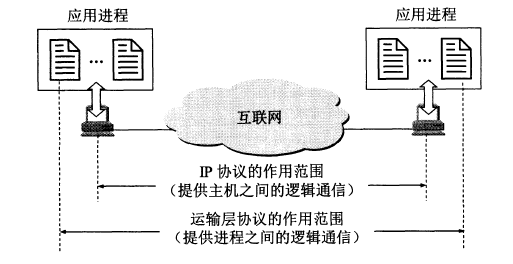 应用进程
应用进程
...
...
互联网
IP 协议的作用范围
（提供主机之间的逻辑通信）
运输层协议的作用范围
（提供进程之间的逻辑通信）